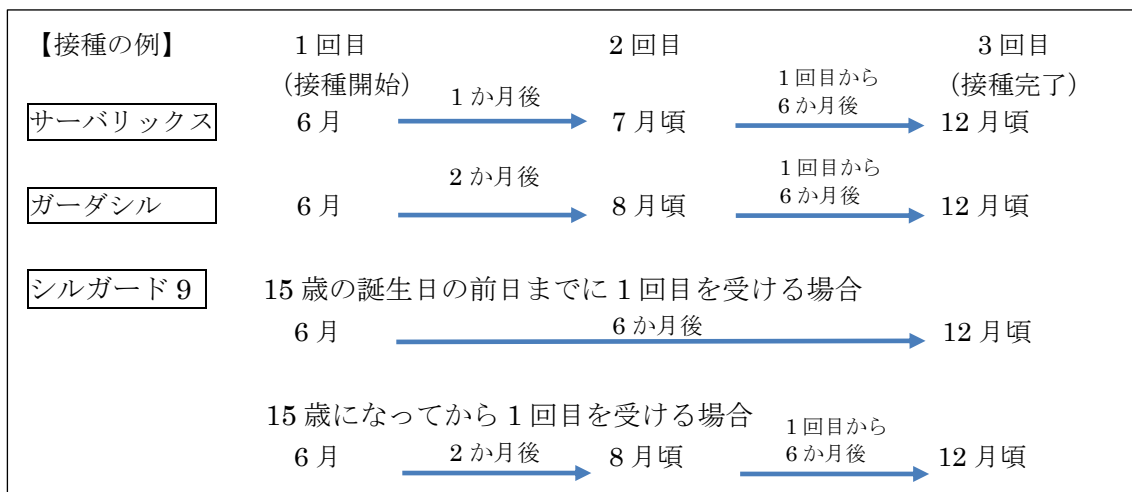 【接種の例】 1回目 2回目 3回目
(接種開始) 1か月後 1回目から 6か月後 (接種完了)
サーバリックス 6月 7月頃 12月頃
2か月後 1回目から 6か月後
ガーダシル 6月 8月頃 12月頃
シルガード9 15歳の誕生日の前日までに1回目を受ける場合
6月 6か月後 12月頃
15歳になってから1回目を受ける場合
6月 2か月後 8月頃 1回目から 6か月後 12月頃